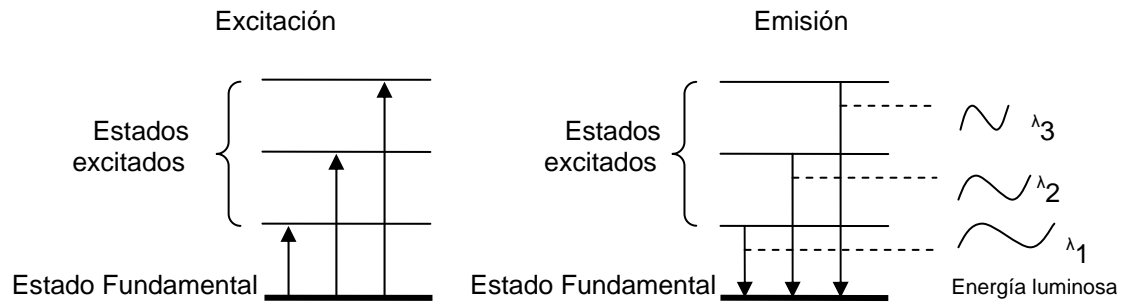 Excitación
Estados
excitados
Estado Fundamental
Emisión
Estados
excitados
Estado Fundamental
λ3
λ2
λ1
Energía luminosa